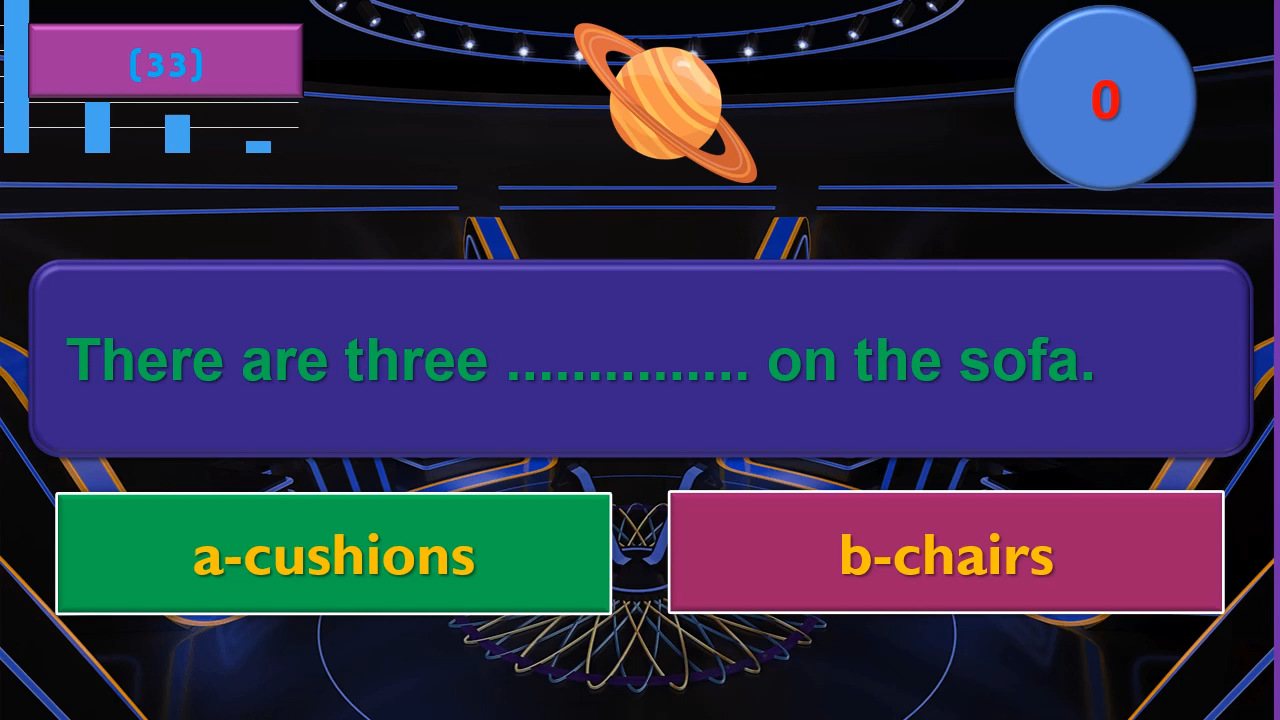 (33)
0
There are three ............... on the sofa.
a-cushions
b-chairs